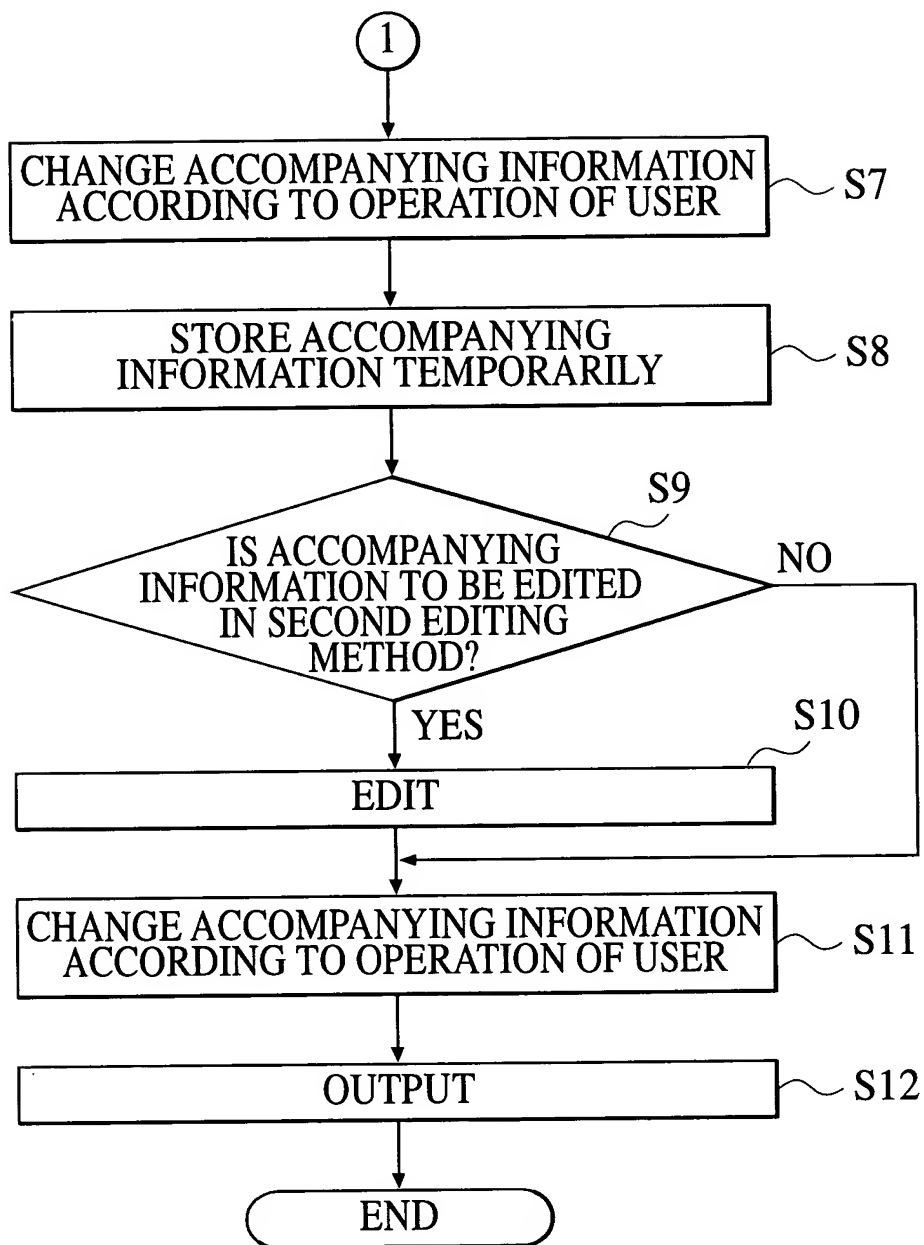 1
CHANGE ACCOMPANYING INFORMATION
ACCORDING TO OPERATION OF USER
S7
STORE ACCOMPANYING
INFORMATION TEMPORARILY
S8
S9
IS ACCOMPANYING
INFORMATION TO BE EDITED
IN SECOND EDITING
METHOD?
NO
YES
S10
EDIT
CHANGE ACCOMPANYING INFORMATION
ACCORDING TO OPERATION OF USER
S11
OUTPUT
S12
END